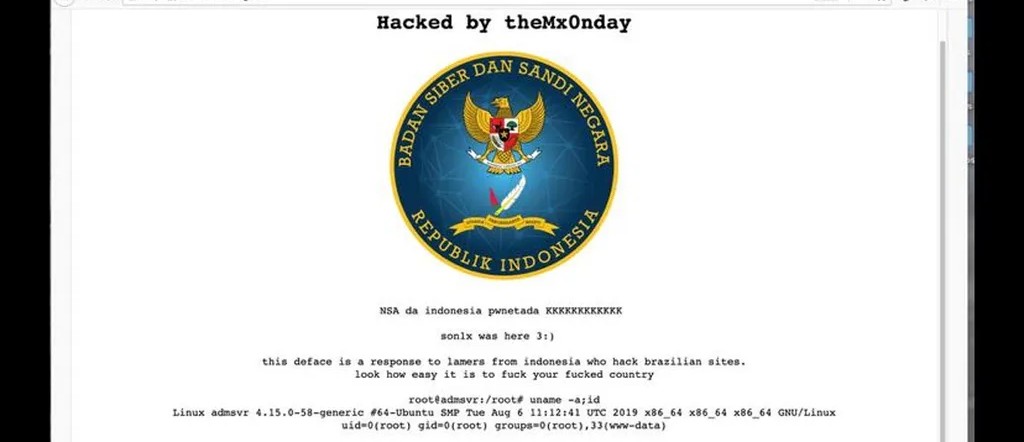 Hacked by theMx0nday
BADAN SIBER DAN SANDI NEGARA
REPUBLIK INDONESIA
NSA da indonesia pwnetada KKKKKKKKKKKK
son1x was here 3:)
this deface is a response to lamers from indonesia who hack brazilian sites.
look how easy it is to fuck your fucked country
root@admsvr:/root# uname -a;id
Linux admsvr 4.15.0-58-generic #64-Ubuntu SMP Tue Aug 6 11:12:41 UTC 2019 x86_64 x86_64 x86_64 GNU/Linux
uid=0(root) gid=0(root) groups=0(root),33(www-data)